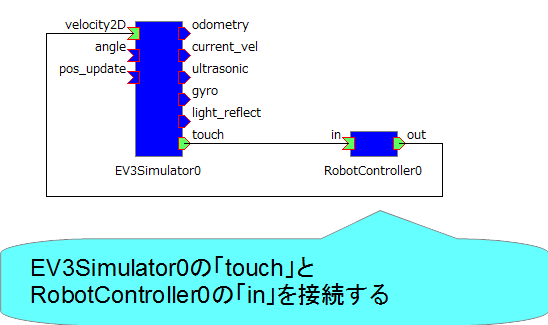 velocity2D
angle
pos_update
odometry
current_vel
ultrasonic
gyro
light_reflect
touch
EV3Simulator0
in
out
RobotController0
EV3Simulator0の「touch」と
RobotController0の「in」を接続する